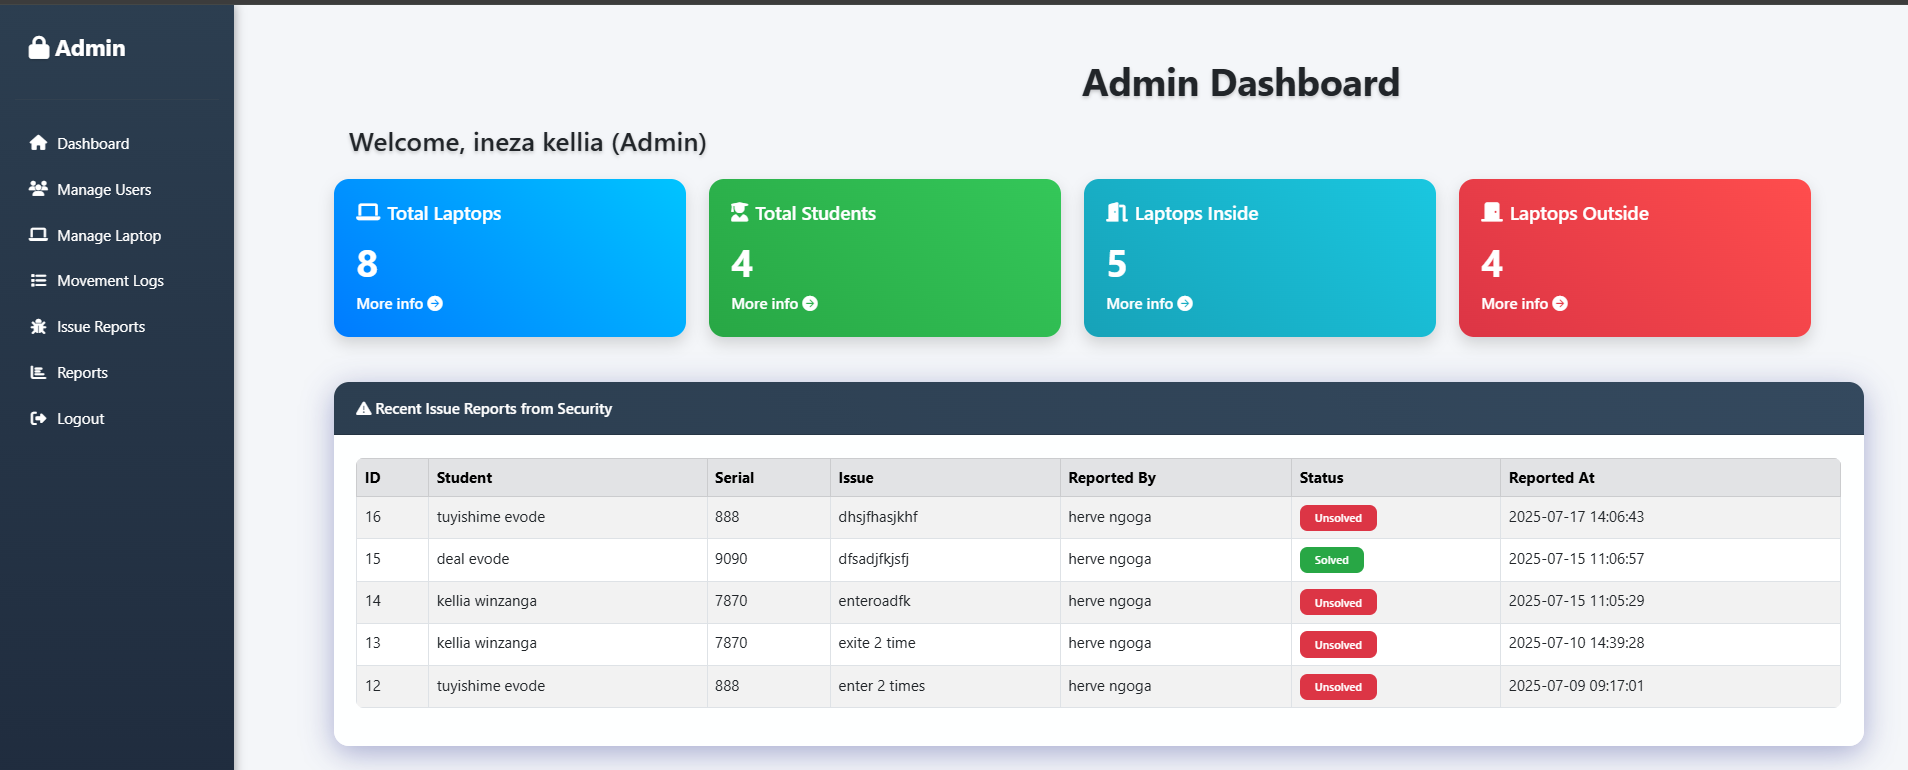 Admin
Dashboard
Manage Users
Manage Laptop
Movement Logs
Issue Reports
Reports
Logout
Admin Dashboard
Welcome, ineza kellia (Admin)
Total Laptops
8
More info
Total Students
4
More info
Laptops Inside
5
More info
Laptops Outside
4
More info
Recent Issue Reports from Security
ID Student Serial Issue Reported By Status Reported At
16 tuyishime evode 888 dhsjfhasjkhf herve ngoga Unsolved 2025-07-17 14:06:43
15 deal evode 9090 dfsadjfkjsfj herve ngoga Solved 2025-07-15 11:06:57
14 kellia winzanga 7870 enteroadfk herve ngoga Unsolved 2025-07-15 11:05:29
13 kellia winzanga 7870 exite 2 time herve ngoga Unsolved 2025-07-10 14:39:28
12 tuyishime evode 888 enter 2 times herve ngoga Unsolved 2025-07-09 09:17:01